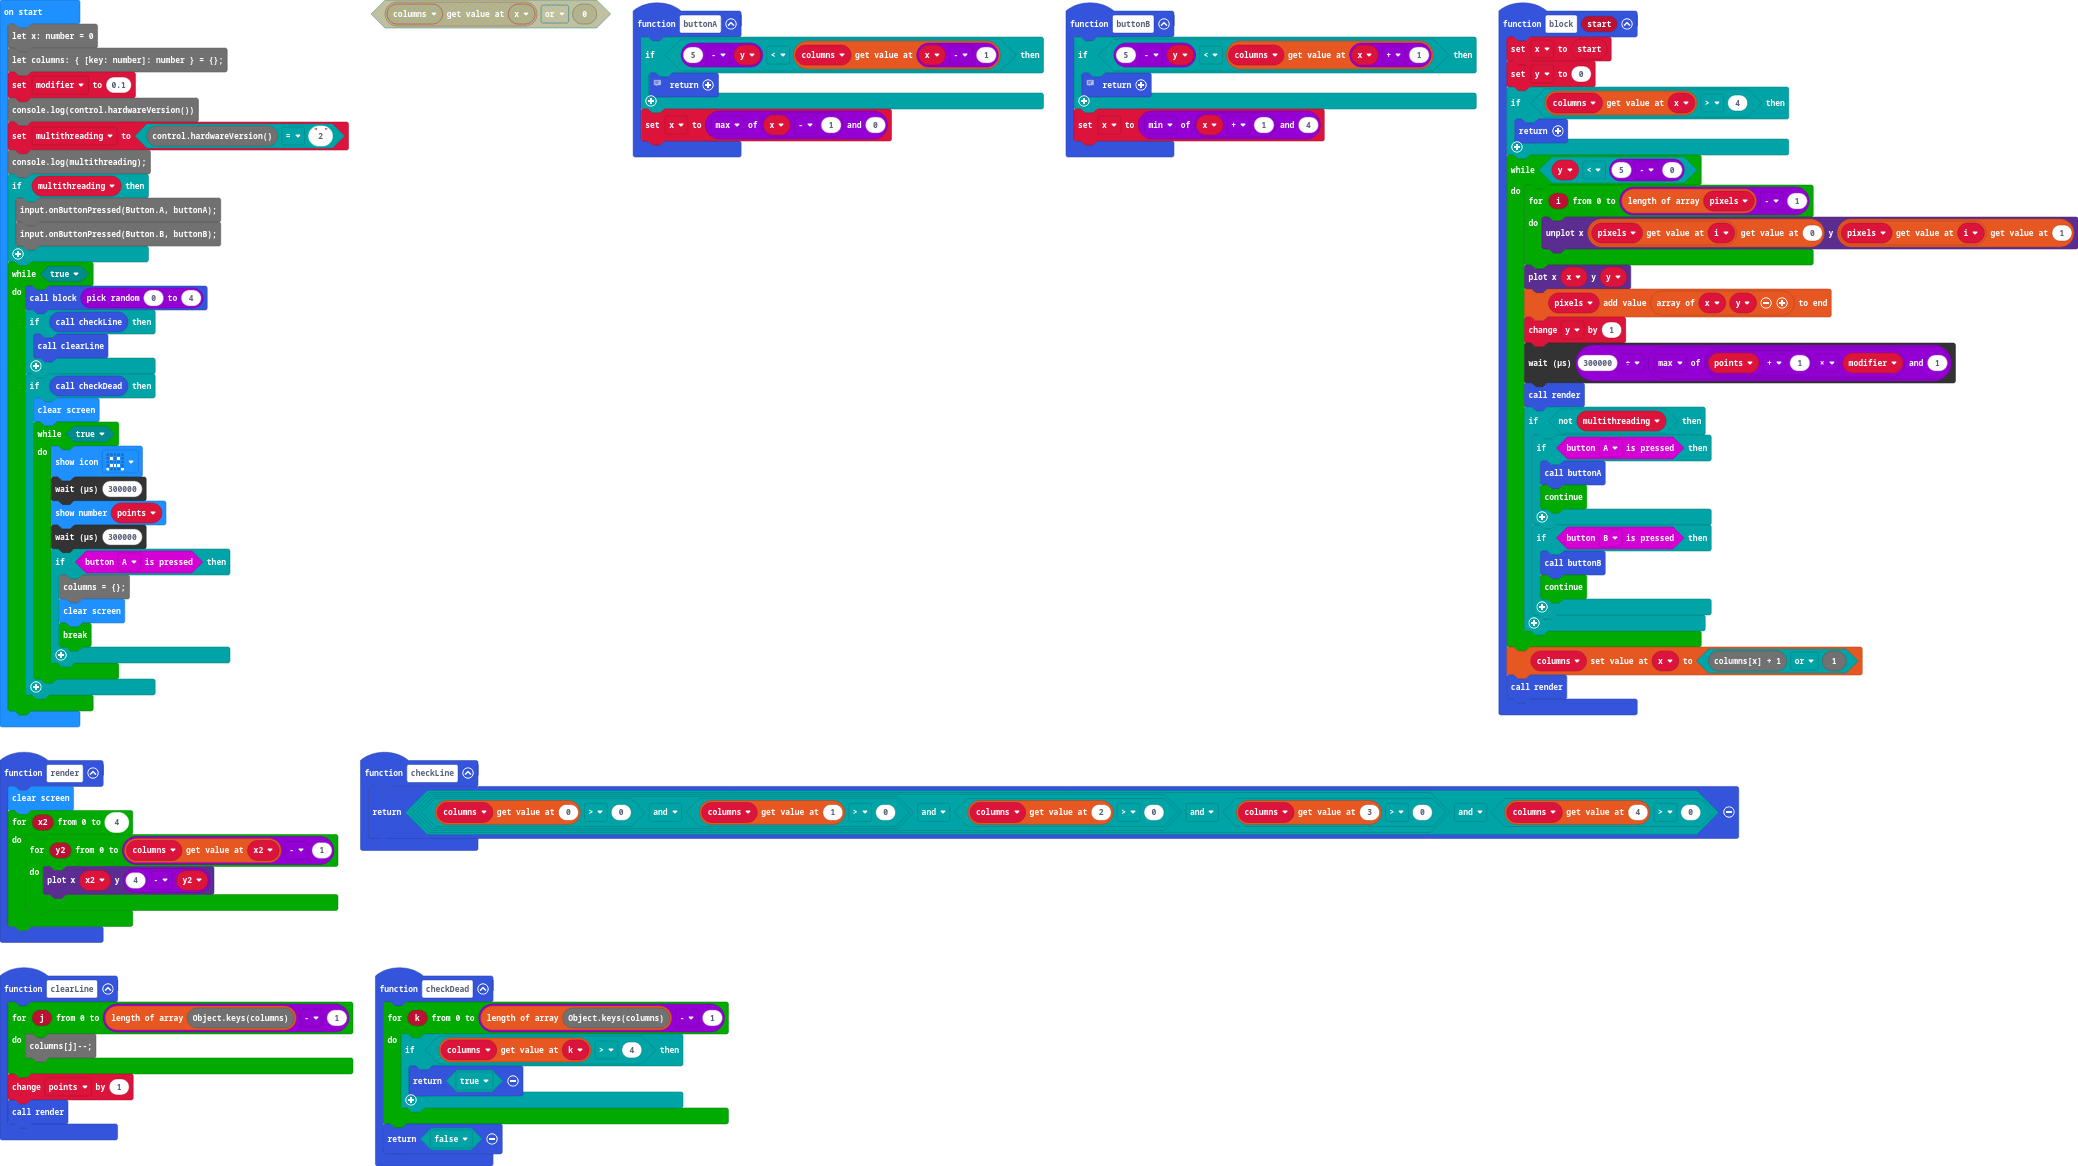 on start
let x: number = 0
let columns: { [key: number]: number } = {};
set modifier to 0.1
console.log(control.hardwareVersion())
set multithreading to control.hardwareVersion() = "2"
console.log(multithreading);
if multithreading then
input.onButtonPressed(Button.A, buttonA);
input.onButtonPressed(Button.B, buttonB);
while true
do
call block pick random 0 to 4
if call checkLine then
call clearLine
if call checkDead then
clear screen
while true
do
show icon
wait (µs) 300000
show number points
wait (µs) 300000
if button A is pressed then
columns = {};
clear screen
break
columns get value at x or 0
function buttonA
if 5 - y < columns get value at x - 1 then
return
set x to max of x - 1 and 0
function buttonB
if 5 - y < columns get value at x + 1 then
return
set x to min of x + 1 and 4
function block start
set x to start
set y to 0
if columns get value at x > 4 then
return
while y < 5 - 0
do
for i from 0 to length of array pixels - 1
do
unplot x pixels get value at i get value at 0 y pixels get value at i get value at 1
plot x x y y
pixels add value array of x y to end
change y by 1
wait (µs) 300000 ÷ max of points + 1 × modifier and 1
call render
if not multithreading then
if button A is pressed then
call buttonA
continue
if button B is pressed then
call buttonB
continue
columns set value at x to columns[x] + 1 or 1
call render
function render
clear screen
for x2 from 0 to 4
do
for y2 from 0 to columns get value at x2 - 1
do
plot x x2 y 4 - y2
function checkLine
return columns get value at 0 > 0 and columns get value at 1 > 0 and columns get value at 2 > 0 and columns get value at 3 > 0 and columns get value at 4 > 0
function clearLine
for j from 0 to length of array Object.keys(columns) - 1
do
columns[j]--;
change points by 1
call render
function checkDead
for k from 0 to length of array Object.keys(columns) - 1
do
if columns get value at k > 4 then
return true
return false